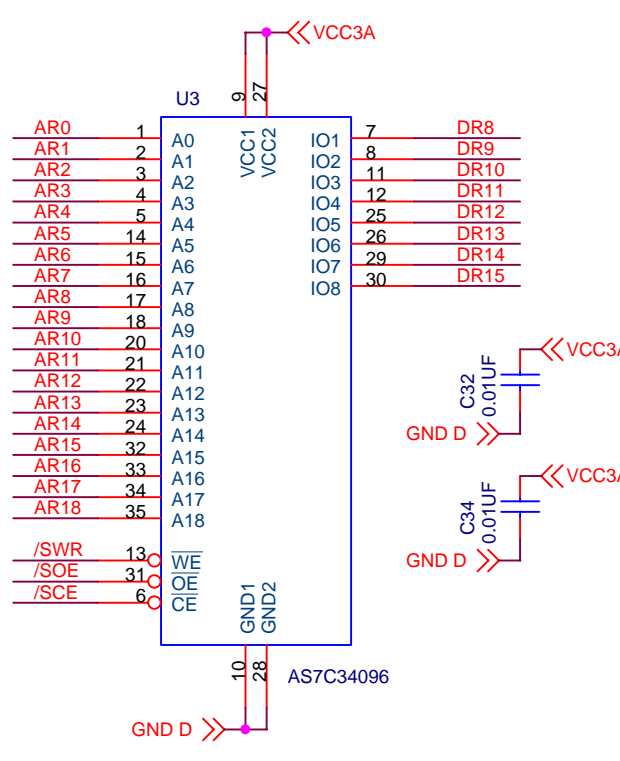 VCC3A
U3
9 27
VCC1 VCC2
AR0 1 A0 IO1 7 DR8
AR1 2 A1 IO2 8 DR9
AR2 3 A2 IO3 11 DR10
AR3 4 A3 IO4 12 DR11
AR4 5 A4 IO5 25 DR12
AR5 14 A5 IO6 26 DR13
AR6 15 A6 IO7 29 DR14
AR7 16 A7 IO8 30 DR15
AR8 17 A8
AR9 18 A9
AR10 20 A10
AR11 21 A11
AR12 22 A12
AR13 23 A13
AR14 24 A14
AR15 32 A15
AR16 33 A16
AR17 34 A17
AR18 35 A18
/SWR 13 WE
/SOE 31 OE
/SCE 6 CE
GND1 GND2
10 28
AS7C34096
GND D
VCC3A
C32
0.01UF
GND D
VCC3A
C34
0.01UF
GND D